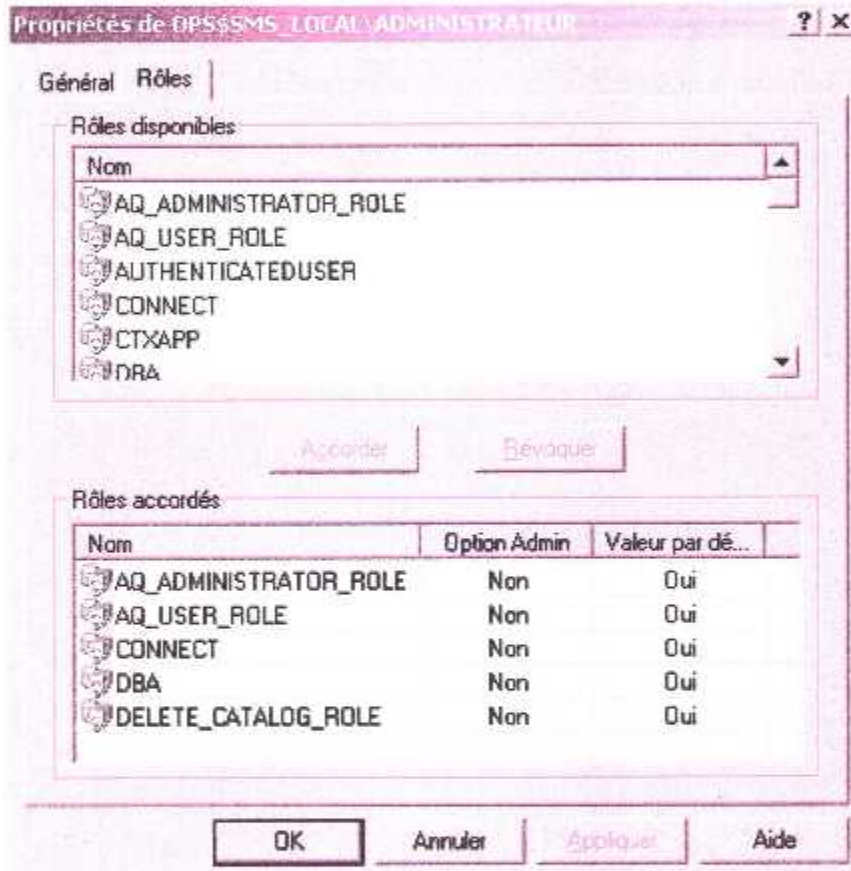 Propriétés de OPS$SMS_LOCAL\ADMINISTRATEUR ? ×
Général Rôles
Rôles disponibles
Nom
AQ_ADMINISTRATOR_ROLE
AQ_USER_ROLE
AUTHENTICATEDUSER
CONNECT
CTXAPP
DBA
Accorder Révoquer
Rôles accordés
Nom Option Admin Valeur par dé...
AQ_ADMINISTRATOR_ROLE Non Oui
AQ_USER_ROLE Non Oui
CONNECT Non Oui
DBA Non Oui
DELETE_CATALOG_ROLE Non Oui
OK Annuler Appliquer Aide